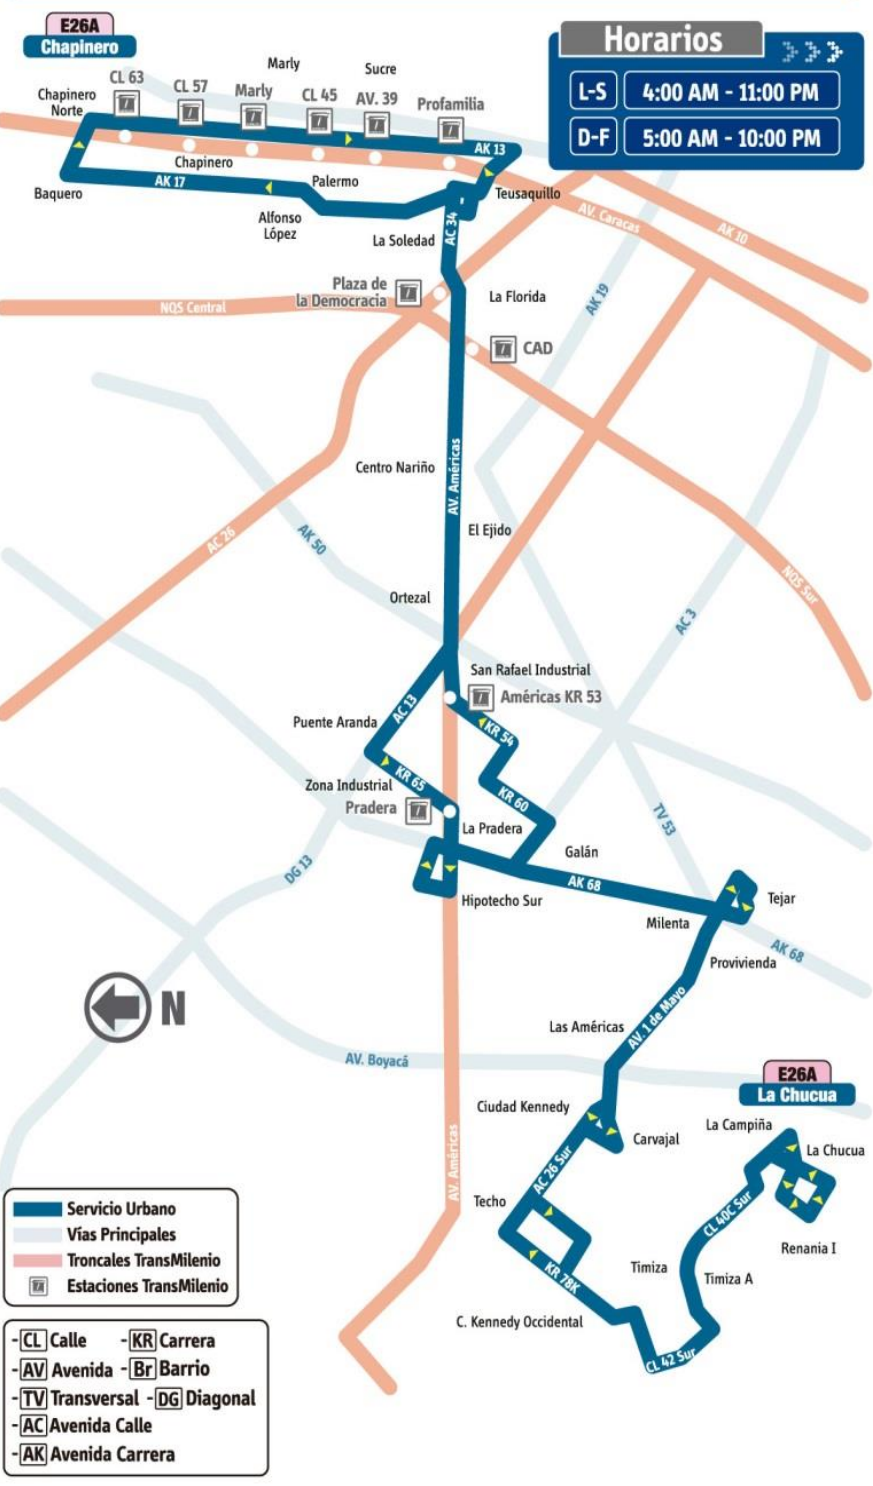 E26A
Chapinero
Horarios
L-S 4:00 AM - 11:00 PM
D-F 5:00 AM - 10:00 PM
Marly
Sucre
CL 63
CL 57
Marly
CL 45
AV. 39
Profamilia
Chapinero
Norte
AK 13
Chapinero
Palermo
Baquero
AK 17
Teusaquillo
Alfonso
López
La Soledad
AC 34
AV. Caracas
AK 10
Plaza de
la Democracia
La Florida
NQS Central
AK 19
CAD
Centro Nariño
AV. Américas
El Ejido
AC 26
AK 50
NQS Sur
Ortezal
AC 3
San Rafael Industrial
Américas KR 53
AC 13
Puente Aranda
KR 54
Zona Industrial
KR 65
KR 60
Pradera
La Pradera
TV 53
Galán
DG 13
AK 68
Hipotecho Sur
Tejar
Milenta
AK 68
Provivienda
N
AV. 1 de Mayo
Las Américas
AV. Boyacá
E26A
La Chucua
Ciudad Kennedy
Carvajal
La Campiña
La Chucua
AV. Américas
AC 26 Sur
Techo
CL 40C Sur
Renania I
Timiza
Timiza A
KR 78K
C. Kennedy Occidental
CL 42 Sur
Servicio Urbano
Vías Principales
Troncales TransMilenio
Estaciones TransMilenio
-CL Calle -KR Carrera
-AV Avenida -Br Barrio
-TV Transversal -DG Diagonal
-AC Avenida Calle
-AK Avenida Carrera